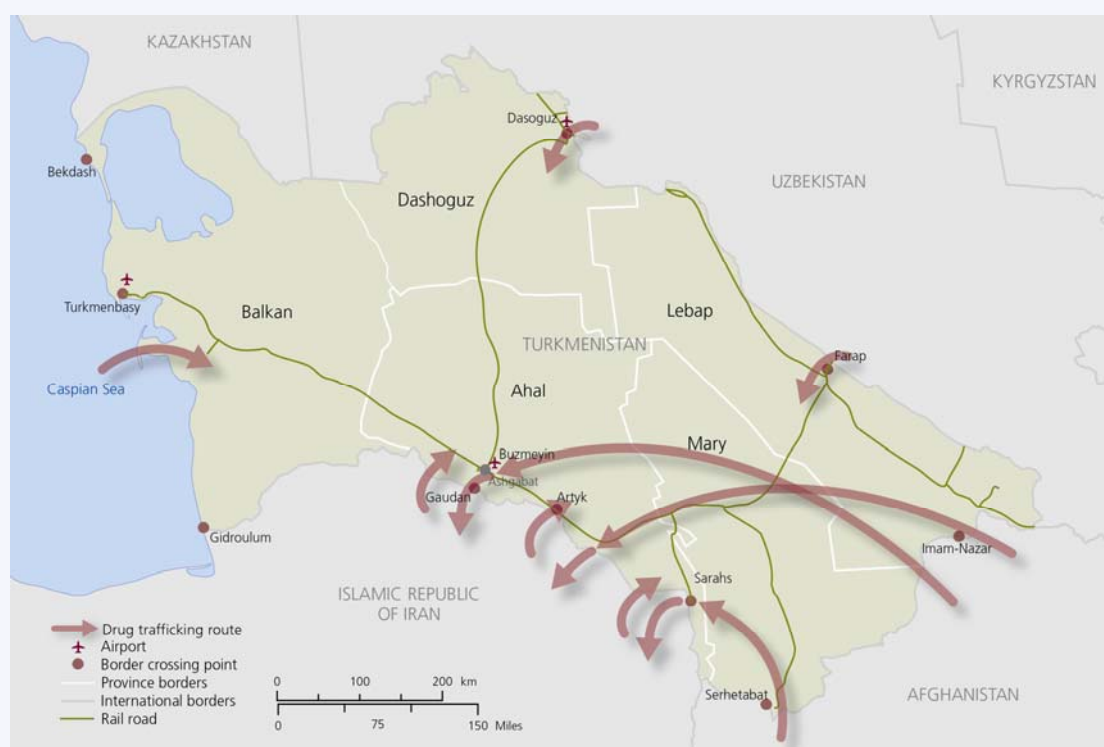 KAZAKHSTAN
KYRGYZSTAN
Dasoguz
Bekdash
UZBEKISTAN
Dashoguz
Turkmenbasy
Balkan
Lebap
TURKMENISTAN
Farap
Caspian Sea
Ahal
Mary
Buzmeyin
Ashgabat
Gaudan
Artyk
Gidroulum
Imam-Nazar
Sarahs
ISLAMIC REPUBLIC
OF IRAN
Serhetabat
AFGHANISTAN
Drug trafficking route
Airport
Border crossing point
Province borders
International borders
Rail road
0 100 200 km
0 75 150 Miles